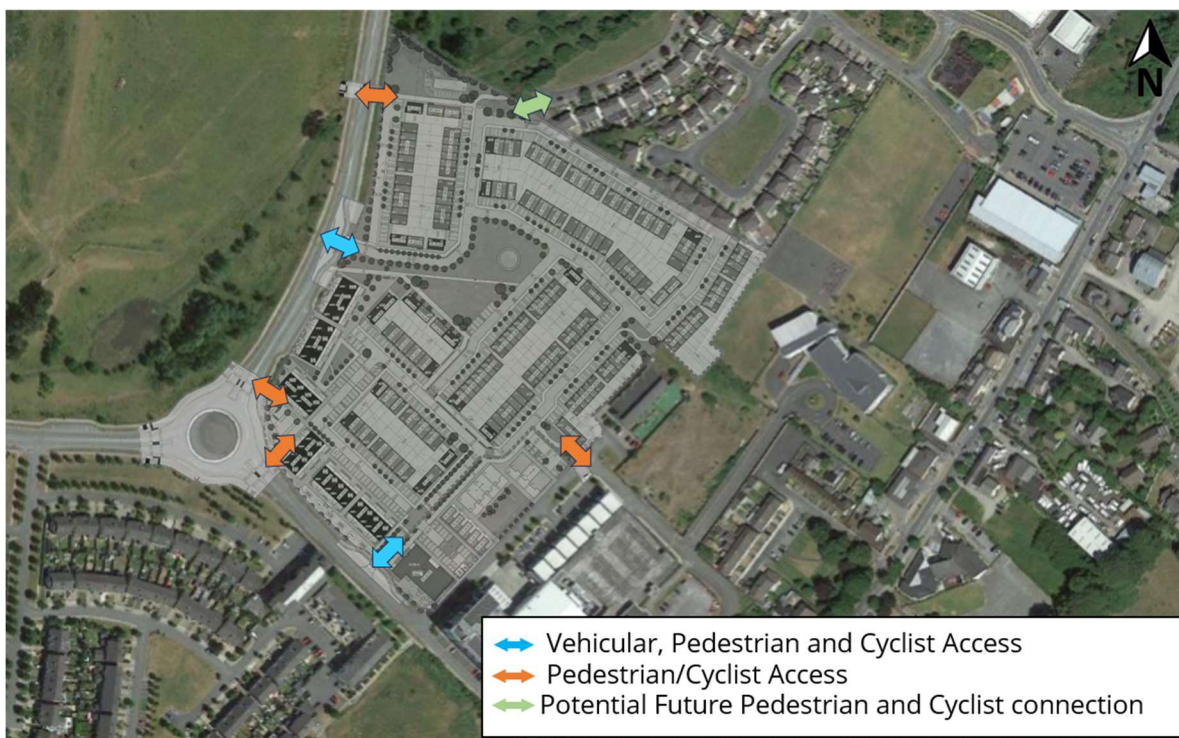 N
Vehicular, Pedestrian and Cyclist Access
Pedestrian/Cyclist Access
Potential Future Pedestrian and Cyclist connection